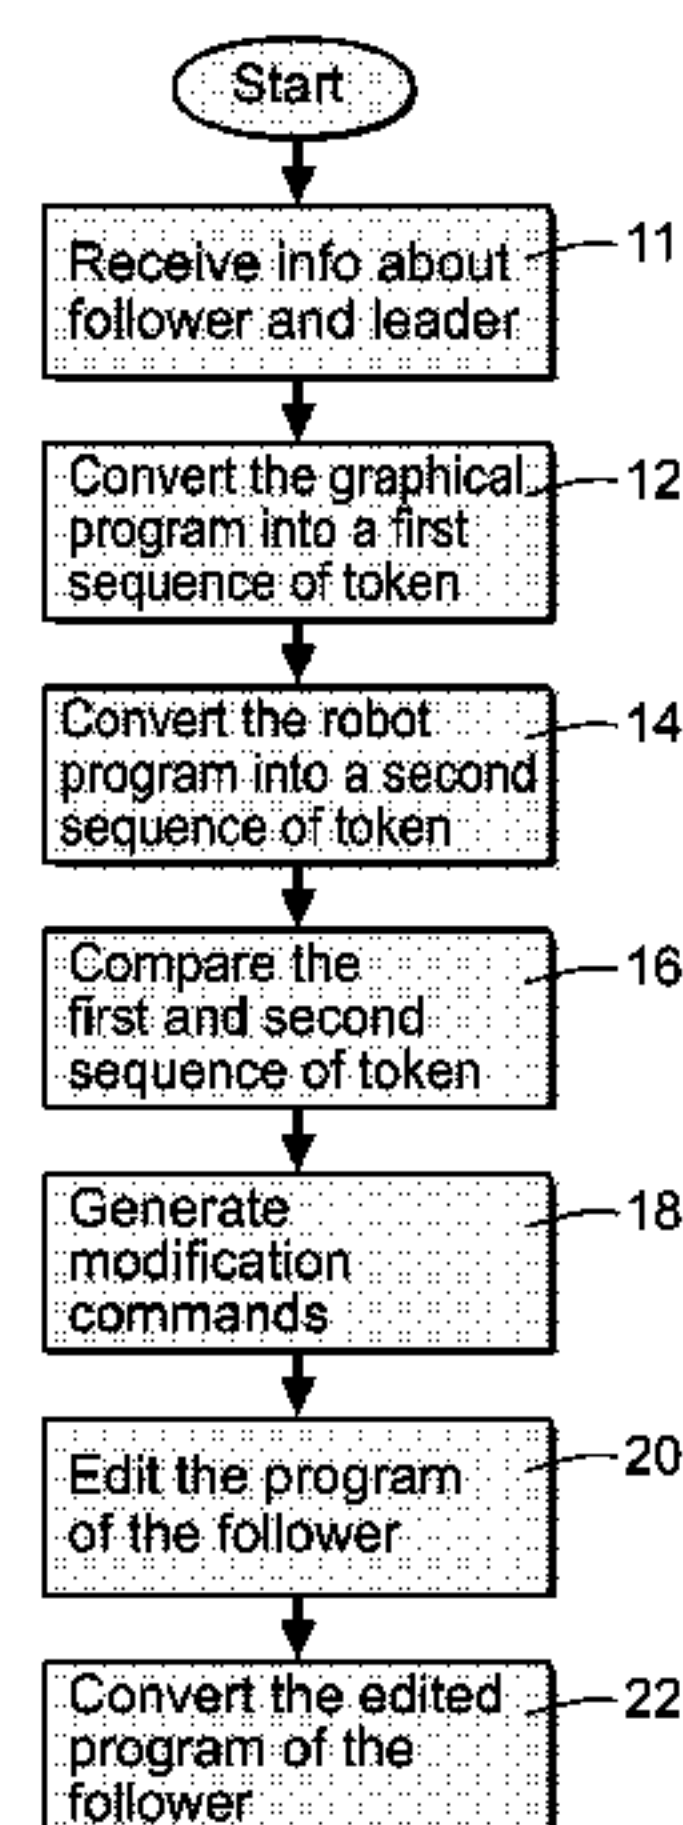 Start
Receive info about
follower and leader
11
Convert the graphical
program into a first
sequence of token
12
Convert the robot
program into a second
sequence of token
14
Compare the
first and second
sequence of token
16
Generate
modification
commands
18
Edit the program
of the follower
20
Convert the edited
program of the
follower
22